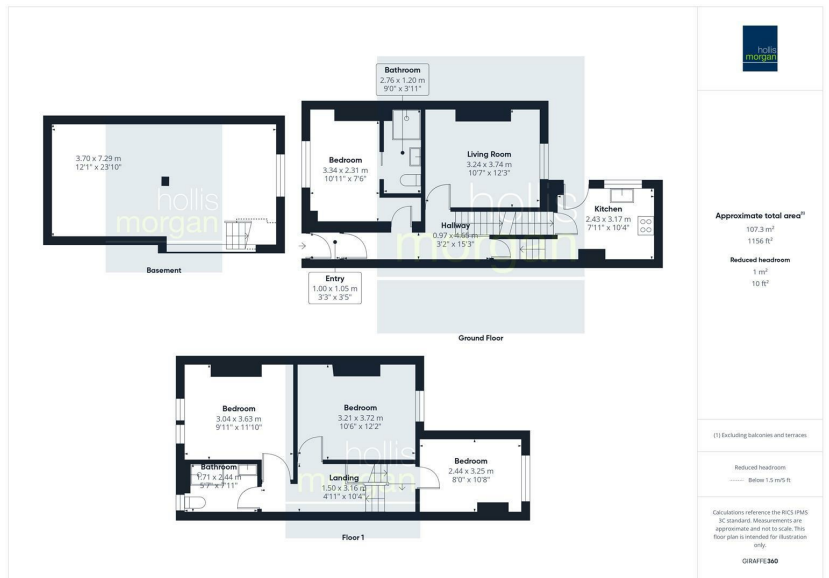 3.70 x 7.29 m
12'1" x 23'10"
hollis
morgan
Basement
Bathroom
2.76 x 1.20 m
9'0" x 3'11"
Bedroom
3.34 x 2.31 m
10'11" x 7'6"
Living Room
3.24 x 3.74 m
10'7" x 12'3"
Kitchen
2.43 x 3.17 m
7'11" x 10'4"
Hallway
0.97 x 4.65 m
3'2" x 15'3"
hollis
morgan
Entry
1.00 x 1.05 m
3'3" x 3'5"
Ground Floor
Bedroom
3.04 x 3.63 m
9'11" x 11'10"
Bedroom
3.21 x 3.72 m
10'6" x 12'2"
Bedroom
2.44 x 3.25 m
8'0" x 10'8"
Bathroom
1.71 x 2.44 m
5'7" x 7'11"
Landing
1.50 x 3.16 m
4'11" x 10'4"
hollis
morgan
Floor 1
hollis
morgan
Approximate total area(1)
107.3 m²
1156 ft²
Reduced headroom
1 m²
10 ft²
(1) Excluding balconies and terraces
Reduced headroom
Below 1.5 m/5 ft
Calculations reference the RICS IPMS
3C standard. Measurements are
approximate and not to scale. This
floor plan is intended for illustration
only.
GIRAFFE360